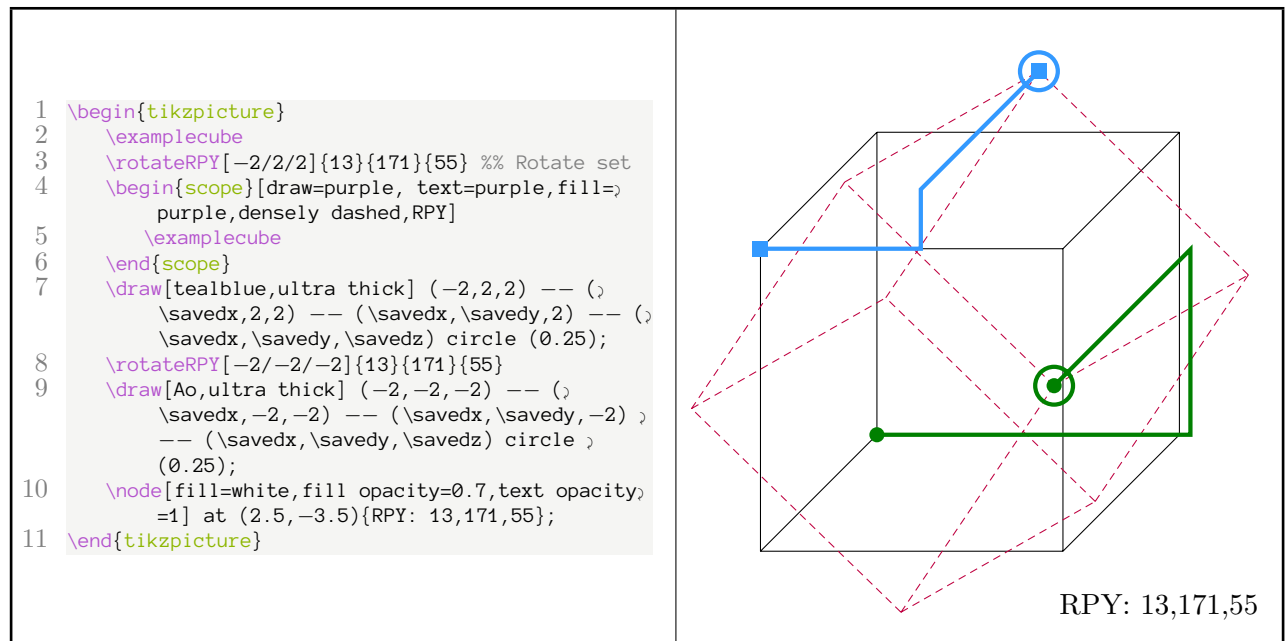 1 \begin{tikzpicture}
2 \examplecube
3 \rotateRPY[−2/2/2]{13}{171}{55} %% Rotate set
4 \begin{scope}[draw=purple, text=purple,fill=⤸
purple,densely dashed,RPY]
5 \examplecube
6 \end{scope}
7 \draw[tealblue,ultra thick] (−2,2,2) −− (⤸
\savedx,2,2) −− (\savedx,\savedy,2) −− (⤸
\savedx,\savedy,\savedz) circle (0.25);
8 \rotateRPY[−2/−2/−2]{13}{171}{55}
9 \draw[Ao,ultra thick] (−2,−2,−2) −− (⤸
\savedx,−2,−2) −− (\savedx,\savedy,−2) ⤸
−− (\savedx,\savedy,\savedz) circle ⤸
(0.25);
10 \node[fill=white,fill opacity=0.7,text opacity⤸
=1] at (2.5,−3.5){RPY: 13,171,55};
11 \end{tikzpicture}
RPY: 13,171,55